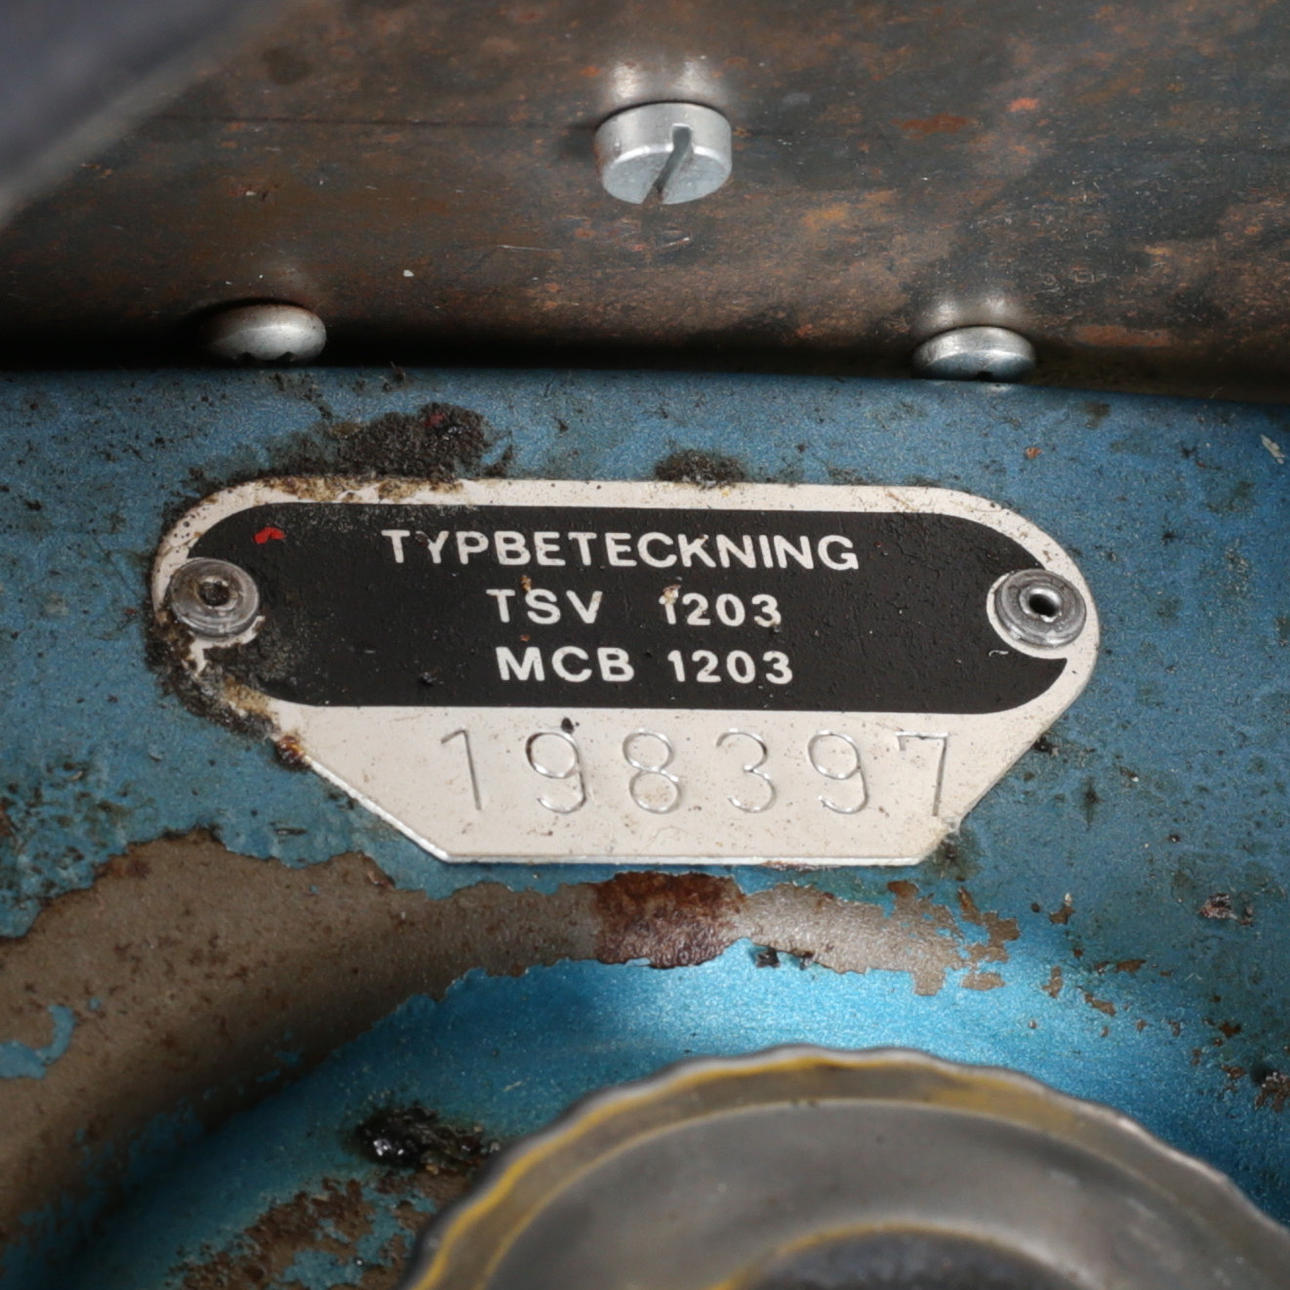 TYPBETECKNING
TSV 1203
MCB 1203
198397